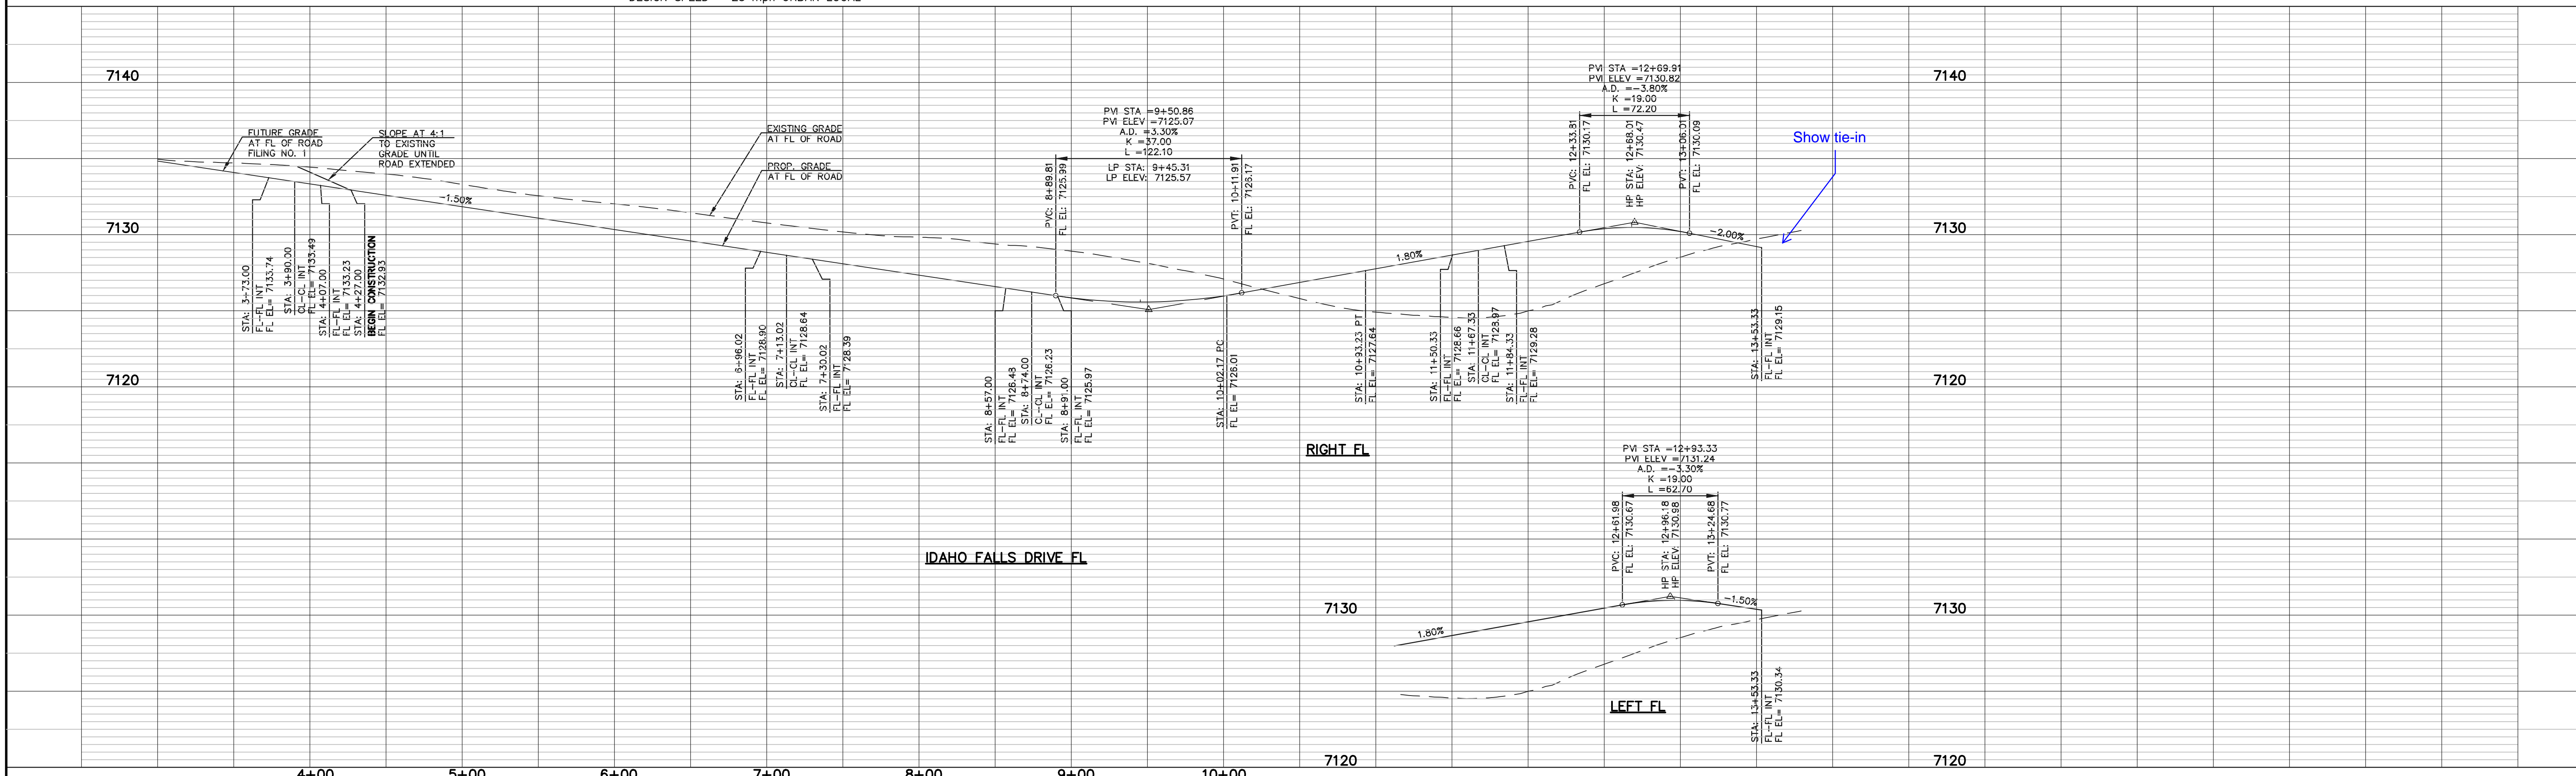 7140
7130
7120
FUTURE GRADE
AT FL OF ROAD
FILING NO. 1
SLOPE AT 4:1
TO EXISTING
GRADE UNTIL
ROAD EXTENDED
-1.50%
EXISTING GRADE
AT FL OF ROAD
PROP. GRADE
AT FL OF ROAD
STA: 3+73.00
FL-FL INT
FL EL= 7133.74
STA: 3+90.00
CL-CL INT
FL EL= 7133.49
STA: 4+07.00
FL-FL INT
FL EL= 7133.23
STA: 4+27.00
BEGIN CONSTRUCTION
FL EL= 7132.93
STA: 6+96.02
FL-FL INT
FL EL= 7128.90
STA: 7+13.02
CL-CL INT
FL EL= 7128.64
STA: 7+30.02
FL-FL INT
FL EL= 7128.39
PVI STA =9+50.86
PVI ELEV =7125.07
A.D. =3.30%
K =37.00
L =122.10
LP STA: 9+45.31
LP ELEV: 7125.57
PVC: 8+89.81
FL EL: 7125.99
PVT: 10+11.91
FL EL: 7126.17
STA: 8+57.00
FL-FL INT
FL EL= 7126.48
STA: 8+74.00
CL-CL INT
FL EL= 7126.23
STA: 8+91.00
FL-FL INT
FL EL= 7125.97
STA: 10+02.17 PC
FL EL= 7126.01
STA: 10+93.23 PT
FL EL= 7127.64
1.80%
STA: 11+50.33
FL-FL INT
FL EL= 7128.66
STA: 11+67.33
CL-CL INT
FL EL= 7128.97
STA: 11+84.33
FL-FL INT
FL EL= 7129.28
PVI STA =12+69.91
PVI ELEV =7130.82
A.D. =-3.80%
K =19.00
L =72.20
PVC: 12+33.81
FL EL: 7130.17
HP STA: 12+68.01
HP ELEV: 7130.47
PVT: 13+06.01
FL EL: 7130.09
-2.00%
Show tie-in
STA: 13+53.33
FL-FL INT
FL EL= 7129.15
7140
7130
7120
RIGHT FL
IDAHO FALLS DRIVE FL
PVI STA =12+93.33
PVI ELEV =7131.24
A.D. =-3.30%
K =19.00
L =62.70
PVC: 12+61.98
FL EL: 7130.67
HP STA: 12+96.18
HP ELEV: 7130.98
PVT: 13+24.68
FL EL: 7130.77
-1.50%
1.80%
7130
7130
STA: 13+53.33
FL-FL INT
FL EL= 7130.34
LEFT FL
7120
7120
4+00
5+00
6+00
7+00
8+00
9+00
10+00